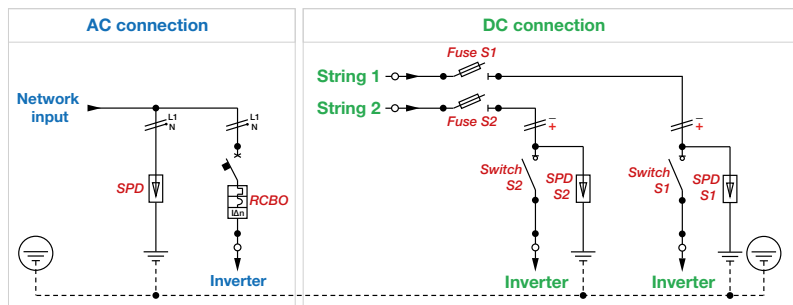 AC connection
DC connection
Fuse S1
String 1
String 2
Fuse S2
Network
input
L1
N
L1
N
−
+
−
+
SPD
RCBO
I∆n
Switch
S2
SPD
S2
Switch
S1
SPD
S1
Inverter
Inverter
Inverter